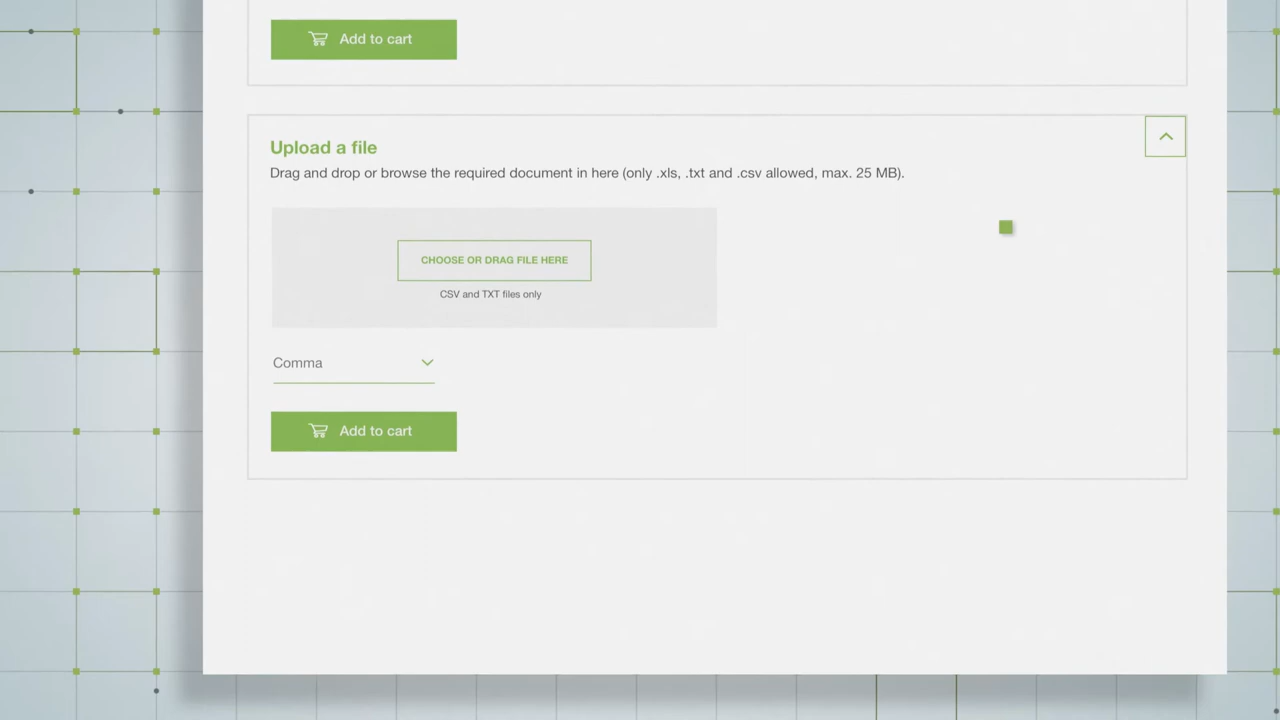 Add to cart
Upload a file
Drag and drop or browse the required document in here (only .xls, .txt and .csv allowed, max. 25 MB).
CHOOSE OR DRAG FILE HERE
CSV and TXT files only
Comma
Add to cart